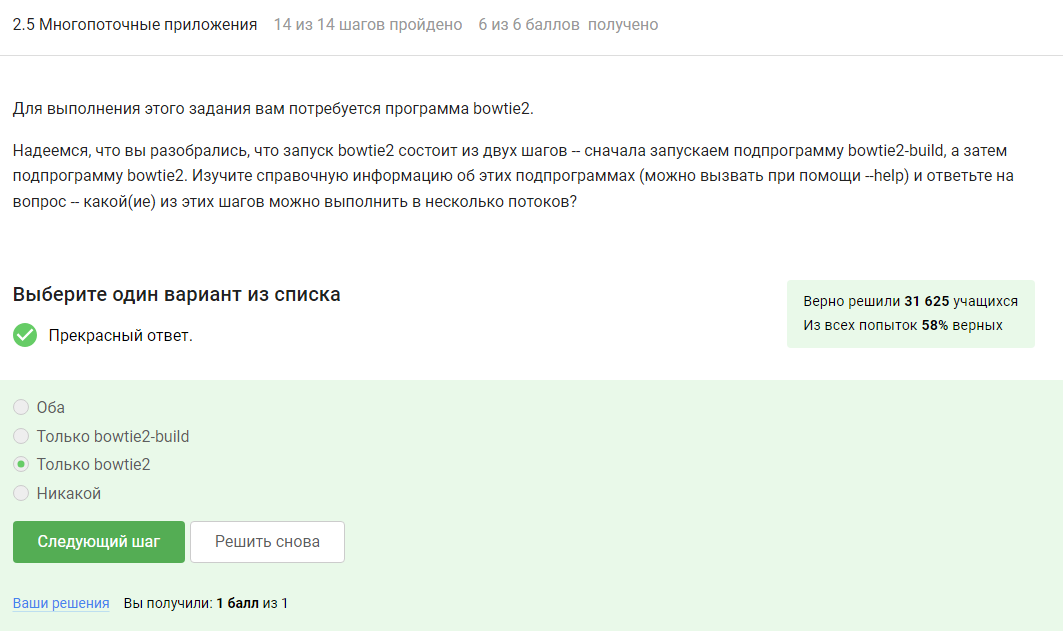 2.5 Многопоточные приложения 14 из 14 шагов пройдено 6 из 6 баллов получено
Для выполнения этого задания вам потребуется программа bowtie2.
Надеемся, что вы разобрались, что запуск bowtie2 состоит из двух шагов -- сначала запускаем подпрограмму bowtie2-build, а затем
подпрограмму bowtie2. Изучите справочную информацию об этих подпрограммах (можно вызвать при помощи --help) и ответьте на
вопрос -- какой(ие) из этих шагов можно выполнить в несколько потоков?
Выберите один вариант из списка
Прекрасный ответ.
Верно решили 31 625 учащихся
Из всех попыток 58% верных
Оба
Только bowtie2-build
Только bowtie2
Никакой
Следующий шаг Решить снова
Ваши решения Вы получили: 1 балл из 1